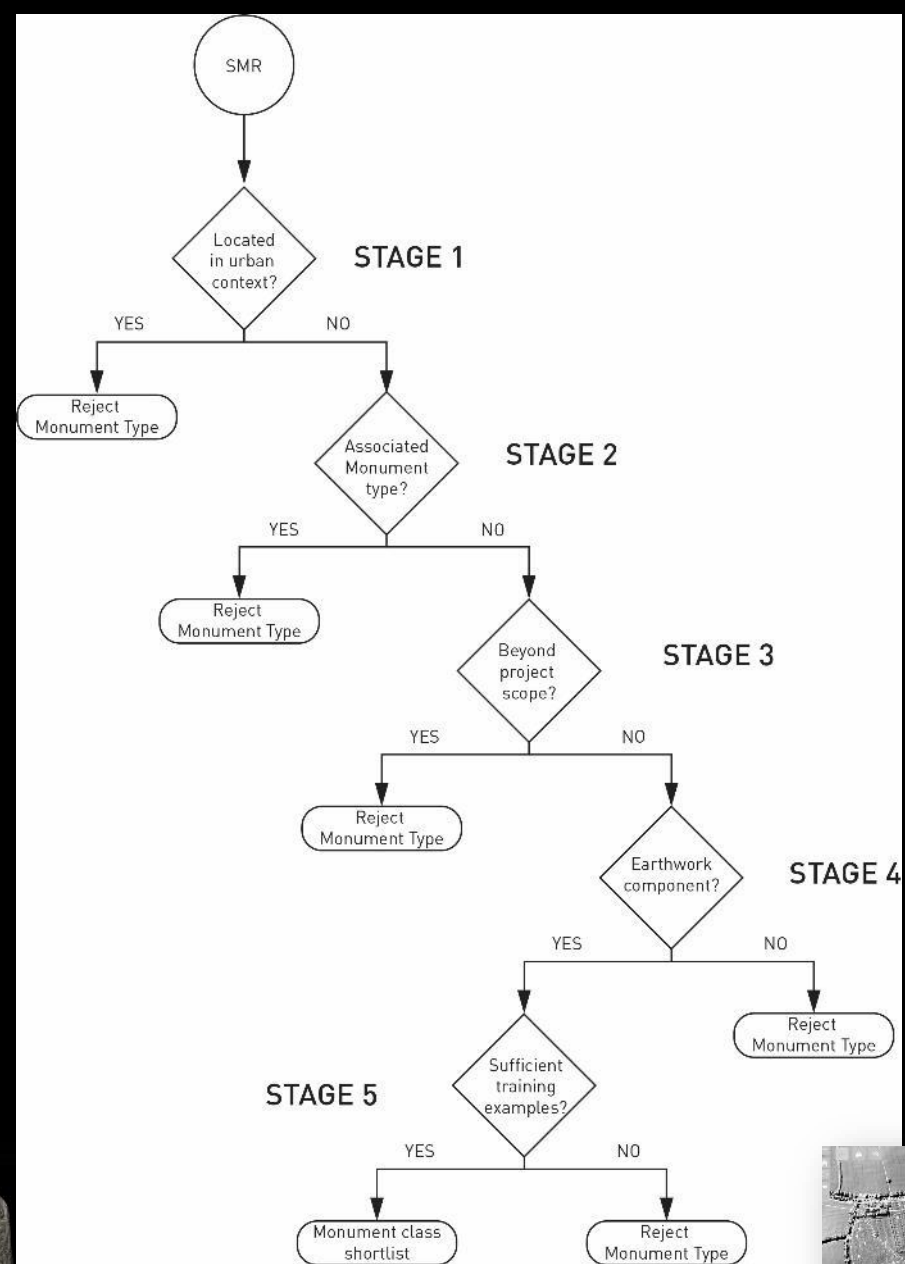 SMR
Located
in urban
context?
STAGE 1
YES
NO
Reject
Monument Type
Associated
Monument
type?
STAGE 2
YES
NO
Reject
Monument Type
Beyond
project
scope?
STAGE 3
YES
NO
Reject
Monument Type
Earthwork
component?
STAGE 4
YES
NO
Reject
Monument Type
Sufficient
training
examples?
STAGE 5
YES
NO
Monument class
shortlist
Reject
Monument Type